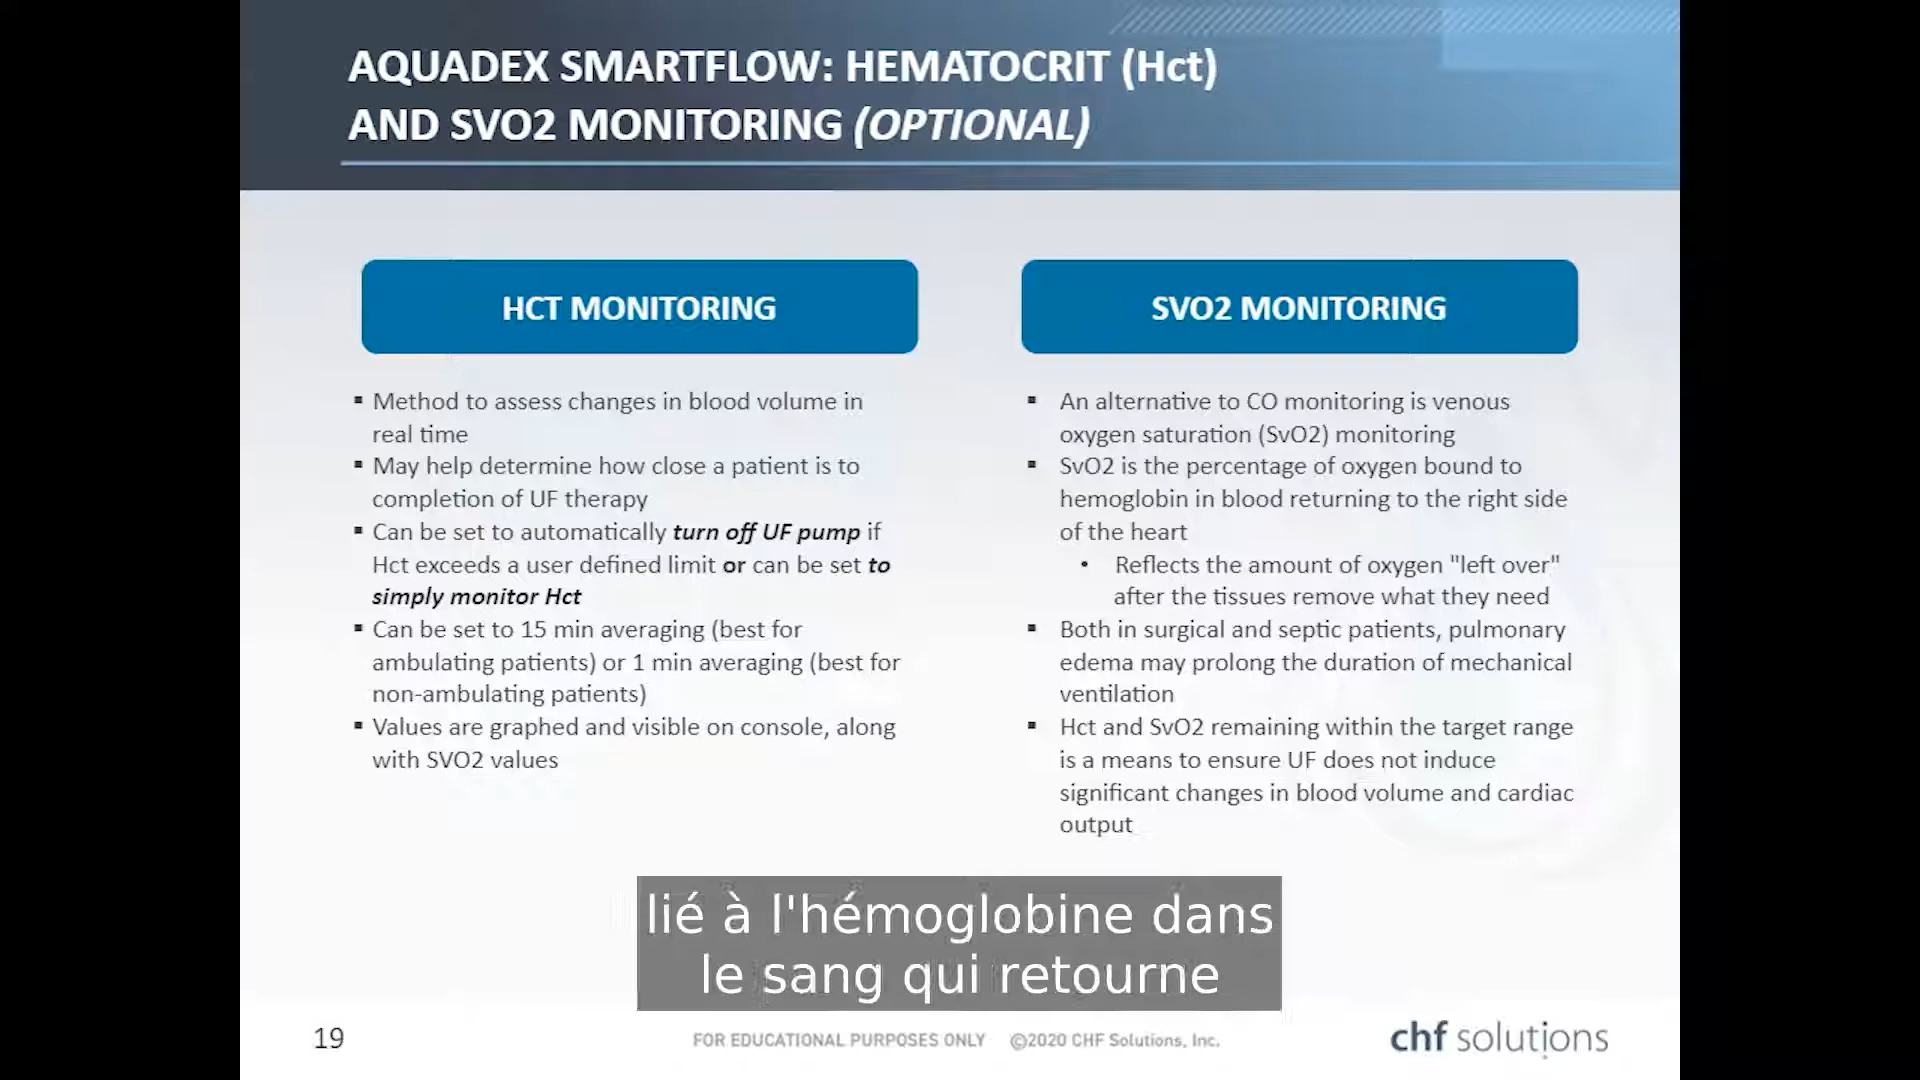 AQUADEX SMARTFLOW: HEMATOCRIT (Hct)
AND SVO2 MONITORING (OPTIONAL)
HCT MONITORING
▪ Method to assess changes in blood volume in
real time
▪ May help determine how close a patient is to
completion of UF therapy
▪ Can be set to automatically turn off UF pump if
Hct exceeds a user defined limit or can be set to
simply monitor Hct
▪ Can be set to 15 min averaging (best for
ambulating patients) or 1 min averaging (best for
non-ambulating patients)
▪ Values are graphed and visible on console, along
with SVO2 values
SVO2 MONITORING
▪ An alternative to CO monitoring is venous
oxygen saturation (SvO2) monitoring
▪ SvO2 is the percentage of oxygen bound to
hemoglobin in blood returning to the right side
of the heart
• Reflects the amount of oxygen "left over"
after the tissues remove what they need
▪ Both in surgical and septic patients, pulmonary
edema may prolong the duration of mechanical
ventilation
▪ Hct and SvO2 remaining within the target range
is a means to ensure UF does not induce
significant changes in blood volume and cardiac
output
lié à l'hémoglobine dans
le sang qui retourne
19
FOR EDUCATIONAL PURPOSES ONLY ©2020 CHF Solutions, Inc.
chf solutions